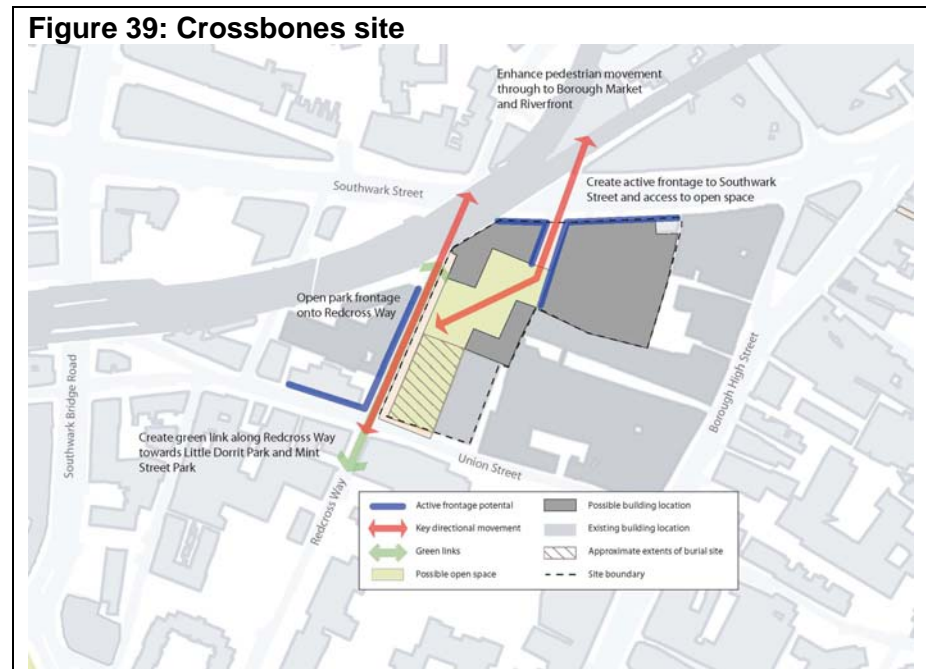 Figure 39: Crossbones site
Enhance pedestrian movement
through to Borough Market
and Riverfront
Southwark Street
Create active frontage to Southwark
Street and access to open space
Open park frontage
onto Redcross Way
Southwark Bridge Road
Borough High Street
Create green link along Redcross Way
towards Little Dorrit Park and Mint
Street Park
Union Street
Redcross Way
Active frontage potental
Possible building location
Key directional movement
Existing building location
Green links
Approximate extents of burial site
Possible open space
Site boundary